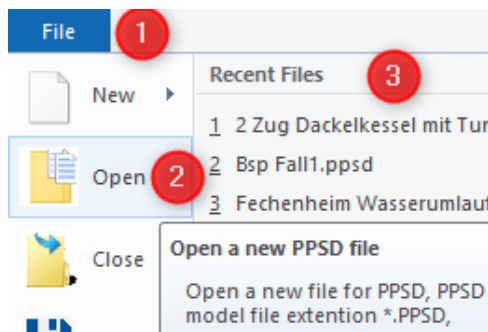 File 1
Recent Files 3
New
1 2 Zug Dackelkessel mit Tur
Open 2
2 Bsp Fall1.ppsd
3 Fechenheim Wasserumlauf
Close
Open a new PPSD file
Open a new file for PPSD, PPSD
model file extention *.PPSD,